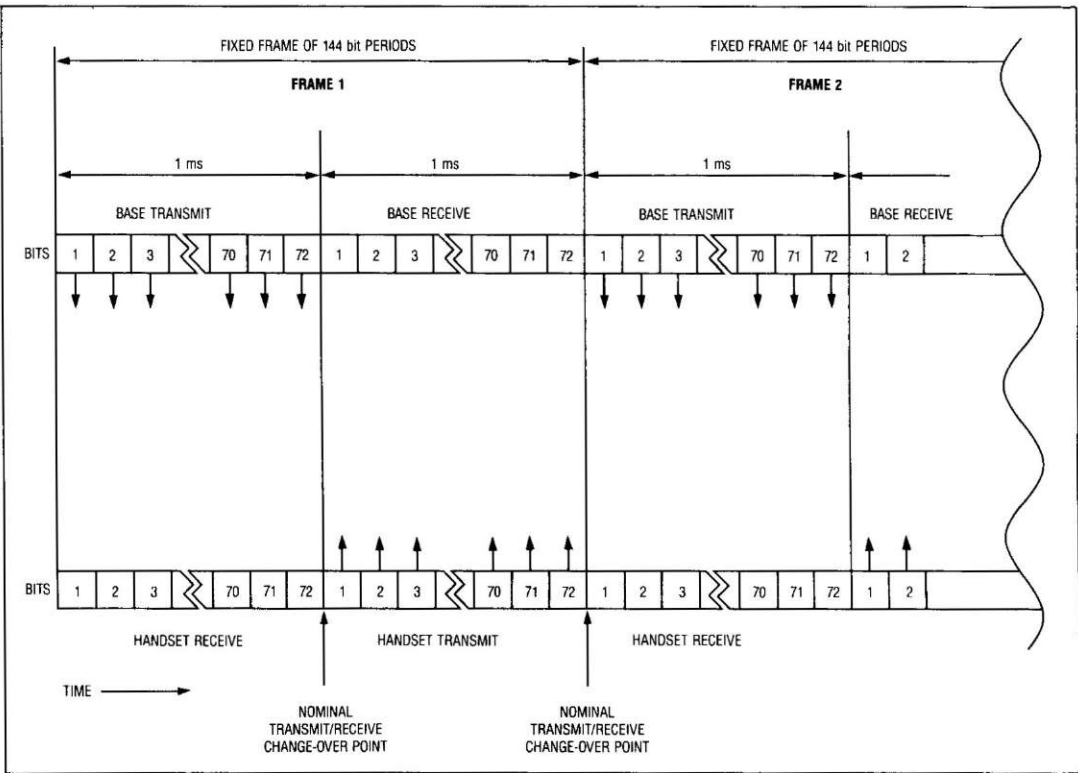 FIXED FRAME OF 144 bit PERIODS
FIXED FRAME OF 144 bit PERIODS
FRAME 1
FRAME 2
1 ms
1 ms
1 ms
BASE TRANSMIT
BASE RECEIVE
BASE TRANSMIT
BASE RECEIVE
BITS 1 2 3 70 71 72 1 2 3 70 71 72 1 2 3 70 71 72 1 2
BITS 1 2 3 70 71 72 1 2 3 70 71 72 1 2 3 70 71 72 1 2
HANDSET RECEIVE
HANDSET TRANSMIT
HANDSET RECEIVE
TIME
NOMINAL
TRANSMIT/RECEIVE
CHANGE-OVER POINT
NOMINAL
TRANSMIT/RECEIVE
CHANGE-OVER POINT